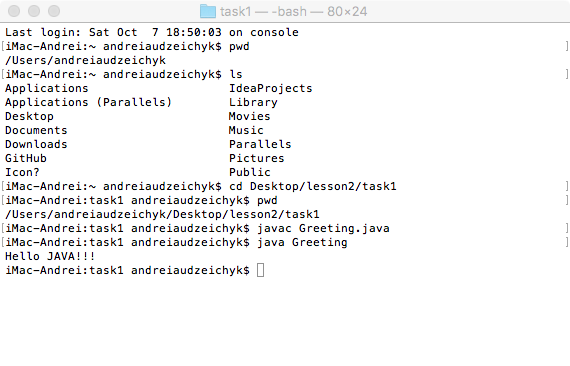 task1 — -bash — 80×24
Last login: Sat Oct  7 18:50:03 on console
[iMac-Andrei:~ andreiaudzeichyk$ pwd                                            ]
/Users/andreiaudzeichyk
[iMac-Andrei:~ andreiaudzeichyk$ ls                                             ]
Applications                    IdeaProjects
Applications (Parallels)        Library
Desktop                         Movies
Documents                       Music
Downloads                       Parallels
GitHub                          Pictures
Icon?                           Public
[iMac-Andrei:~ andreiaudzeichyk$ cd Desktop/lesson2/task1                       ]
[iMac-Andrei:task1 andreiaudzeichyk$ pwd                                        ]
/Users/andreiaudzeichyk/Desktop/lesson2/task1
[iMac-Andrei:task1 andreiaudzeichyk$ javac Greeting.java                        ]
[iMac-Andrei:task1 andreiaudzeichyk$ java Greeting                              ]
Hello JAVA!!!
iMac-Andrei:task1 andreiaudzeichyk$